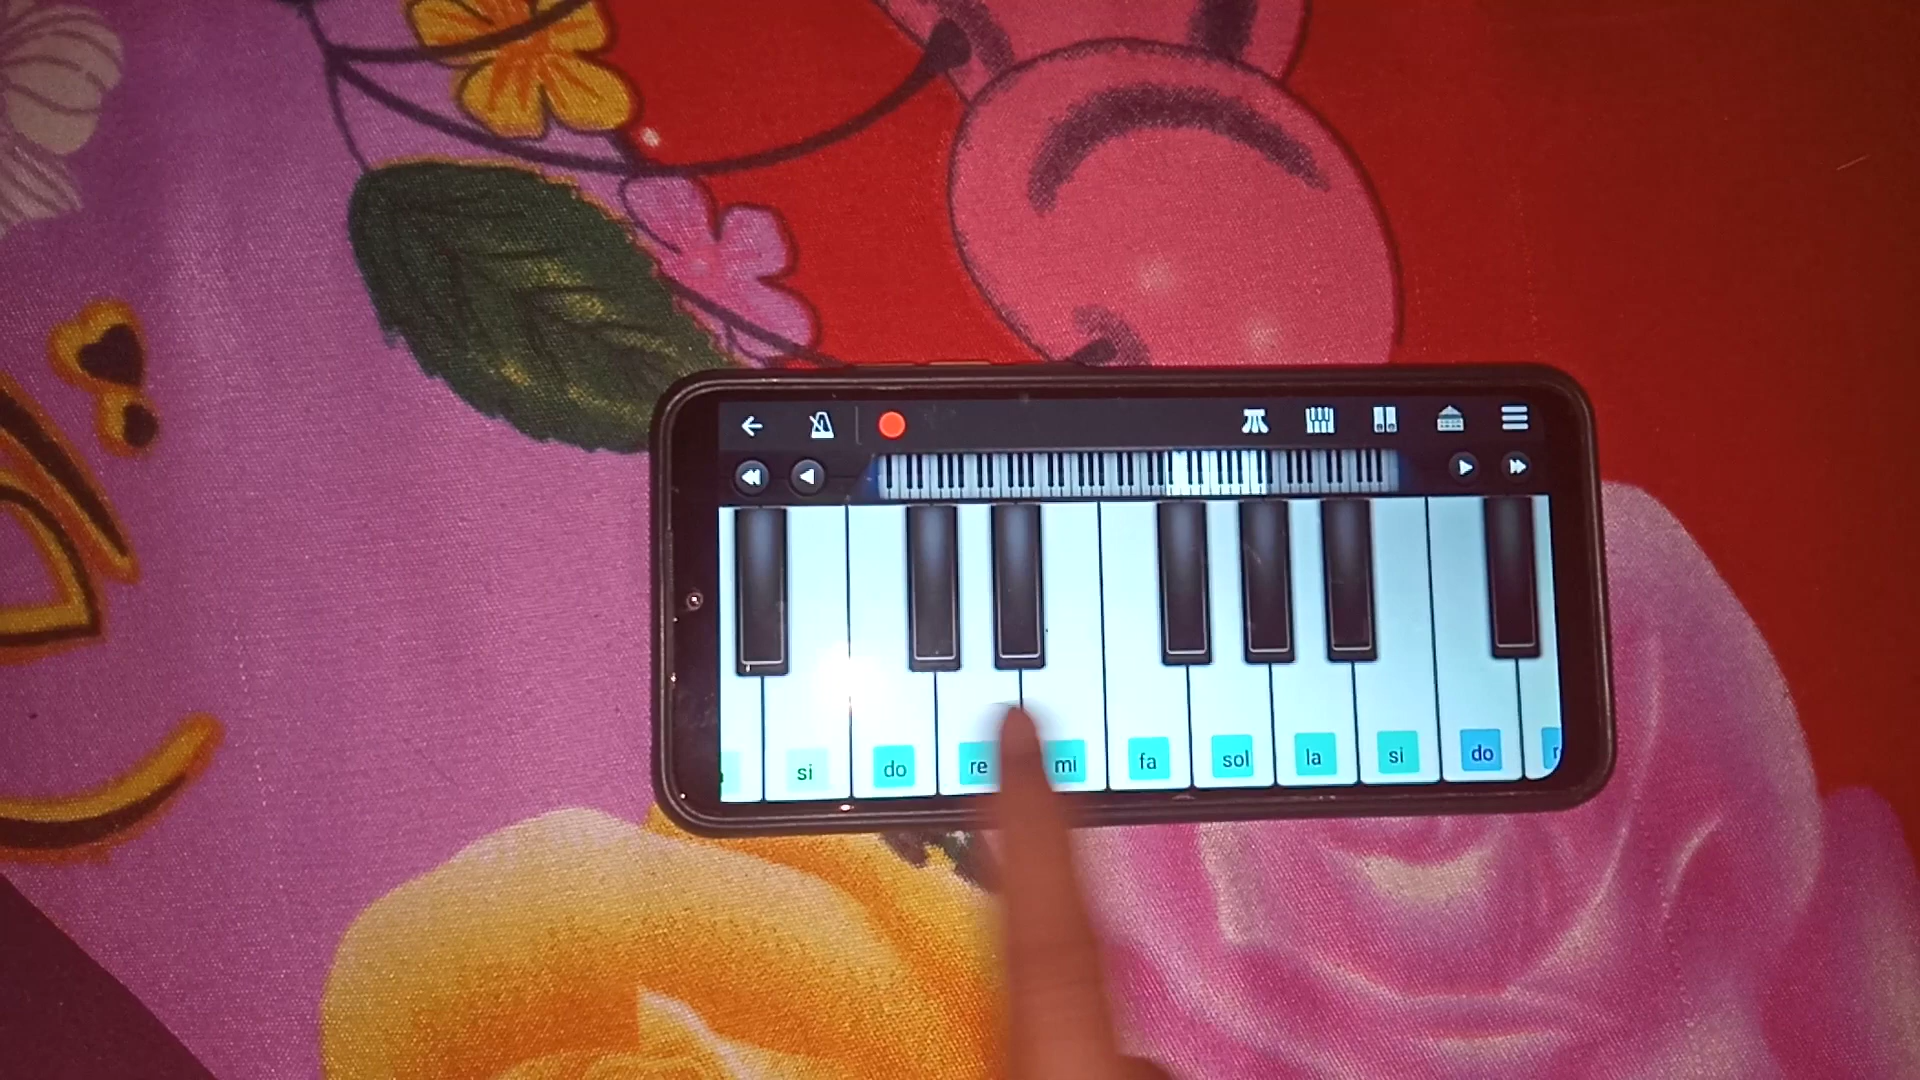 si do re mi fa sol la si do